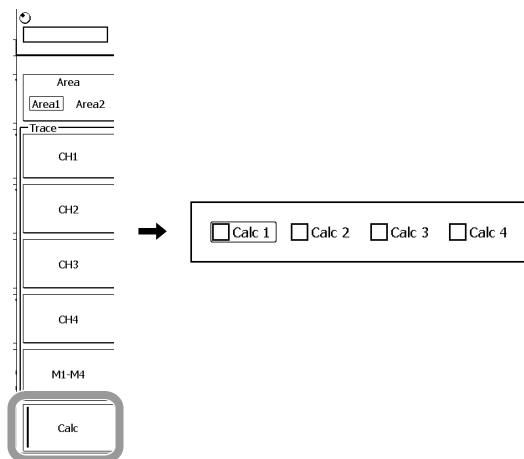 Area
Area1 Area2
Trace
CH1
CH2
CH3
CH4
M1-M4
Calc
Calc 1 Calc 2 Calc 3 Calc 4